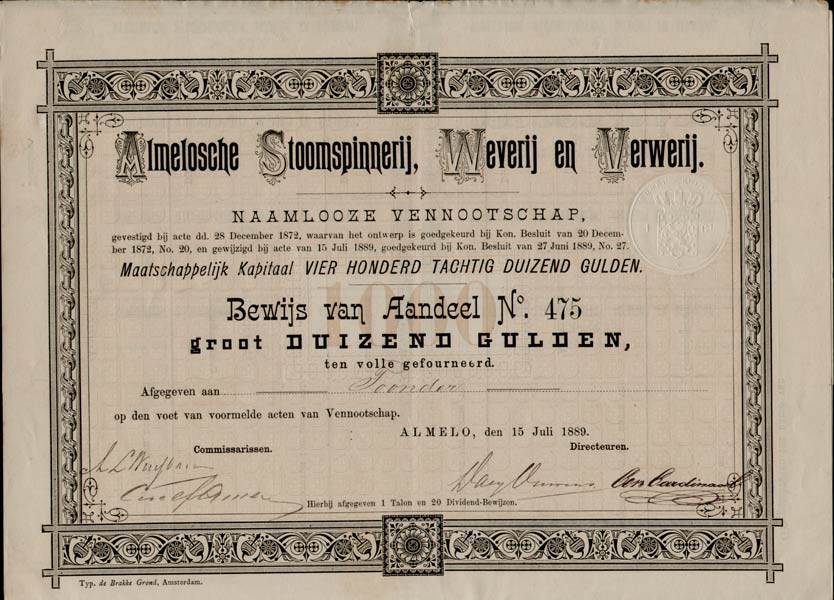 Almelosche Stoomspinnerij, Weverij en Verwerij.
NAAMLOOZE VENNOOTSCHAP,
gevestigd bij acte dd. 28 December 1872, waarvan het ontwerp is goedgekeurd bij Kon. Besluit van 20 Decem-
ber 1872, No. 20, en gewijzigd bij acte van 15 Juli 1889, goedgekeurd bij Kon. Besluit van 27 Juni 1889, No. 27.
Maatschappelijk Kapitaal VIER HONDERD TACHTIG DUIZEND GULDEN.
1000
Bewijs van Aandeel No. 475
groot DUIZEND GULDEN,
ten volle gefourneerd.
Afgegeven aan Toonder
op den voet van voormelde acten van Vennootschap.
ALMELO, den 15 Juli 1889.
Commissarissen. Directeuren.
Hierbij afgegeven 1 Talon en 20 Dividend-Bewijzen.
Typ. de Brakke Grond, Amsterdam.